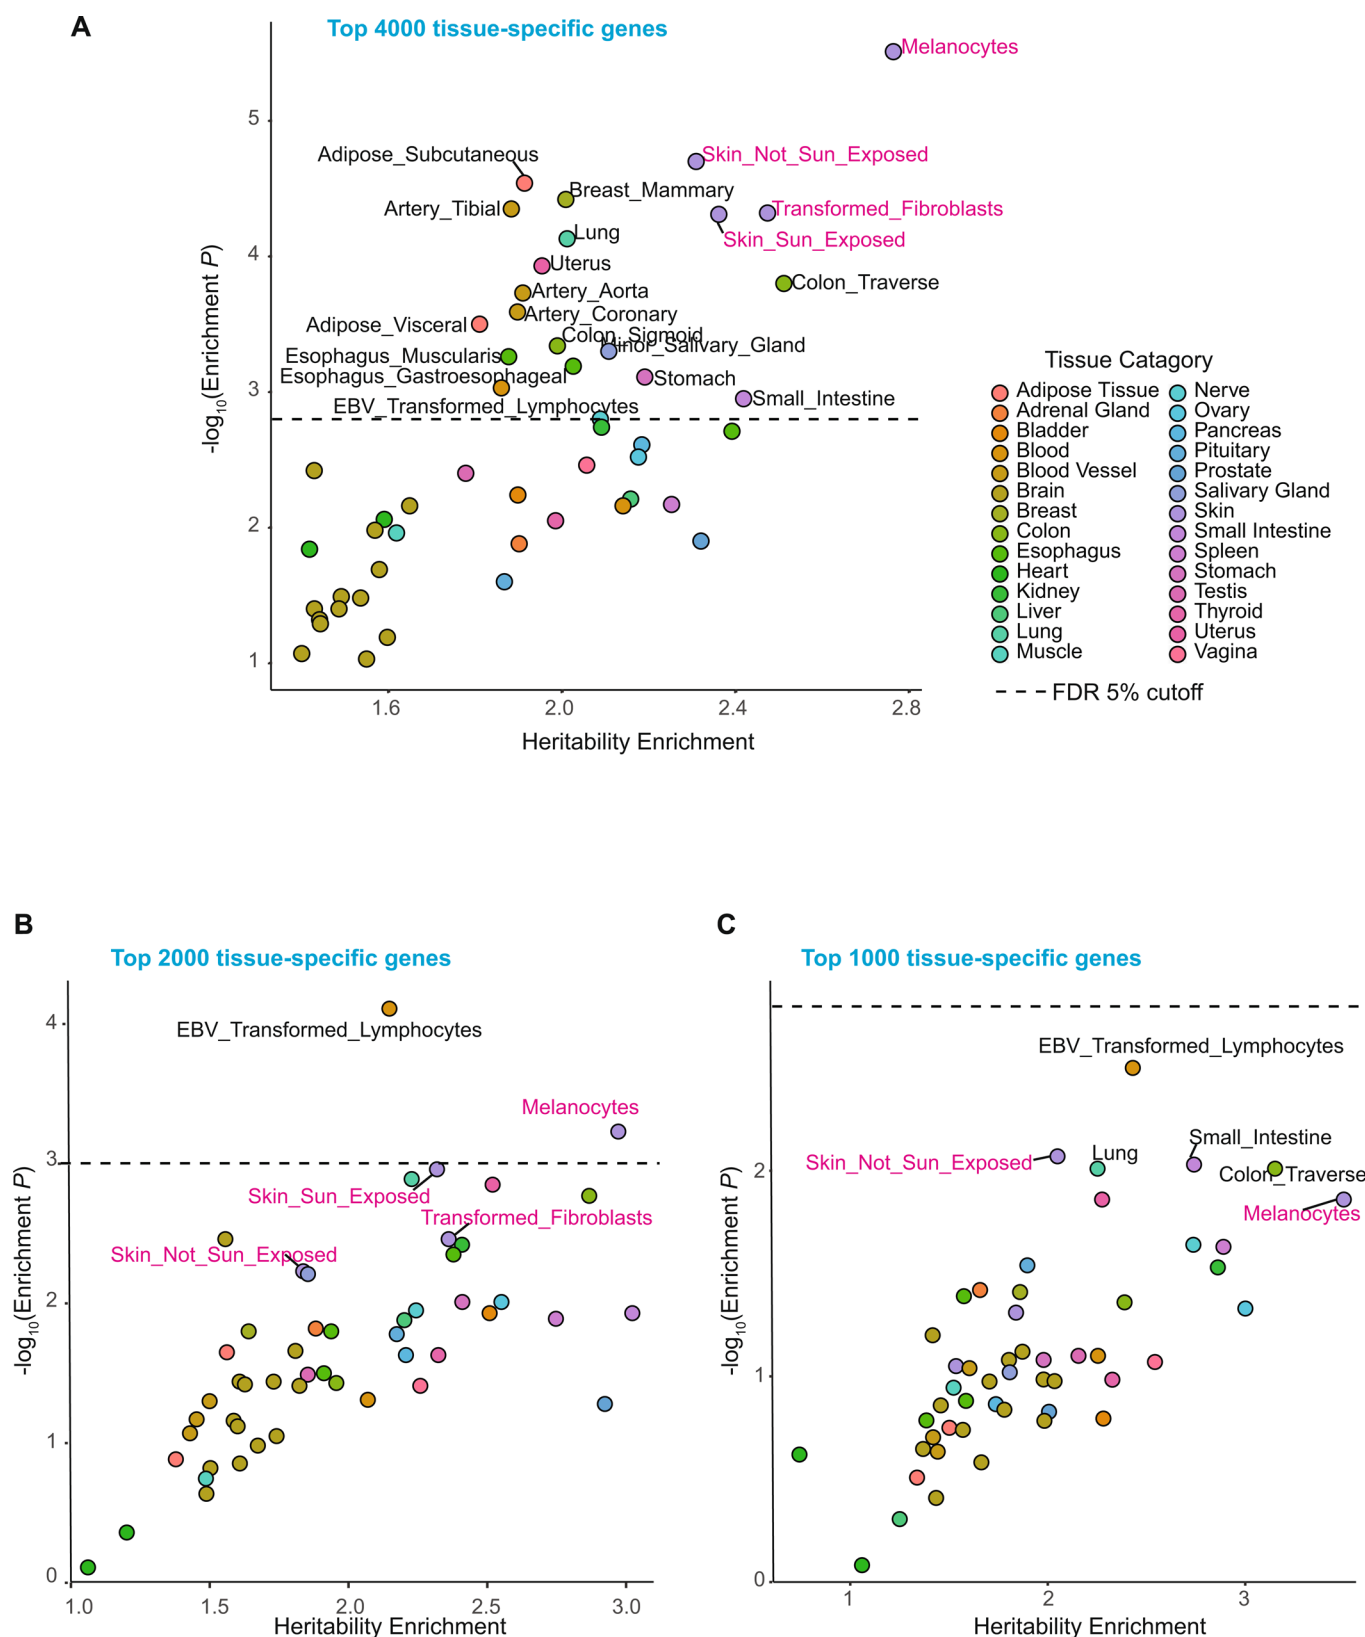 A
Top 4000 tissue-specific genes
Melanocytes
5
Adipose_Subcutaneous
Skin_Not_Sun_Exposed
Breast_Mammary
Artery_Tibial
Transformed_Fibroblasts
Lung
Skin_Sun_Exposed
4
Uterus
Colon_Traverse
Artery_Aorta
Artery_Coronary
Adipose_Visceral
Colon_Sigmoid
Minor_Salivary_Gland
Esophagus_Muscularis
Esophagus_Gastroesophageal
Stomach
3
Small_Intestine
EBV_Transformed_Lymphocytes
2
1
-log10(Enrichment P)
1.6 2.0 2.4 2.8
Heritability Enrichment
Tissue Catagory
Adipose Tissue
Adrenal Gland
Bladder
Blood
Blood Vessel
Brain
Breast
Colon
Esophagus
Heart
Kidney
Liver
Lung
Muscle
Nerve
Ovary
Pancreas
Pituitary
Prostate
Salivary Gland
Skin
Small Intestine
Spleen
Stomach
Testis
Thyroid
Uterus
Vagina
FDR 5% cutoff
B
Top 2000 tissue-specific genes
4
EBV_Transformed_Lymphocytes
Melanocytes
3
Skin_Sun_Exposed
Transformed_Fibroblasts
Skin_Not_Sun_Exposed
2
1
0
-log10(Enrichment P)
1.0 1.5 2.0 2.5 3.0
Heritability Enrichment
C
Top 1000 tissue-specific genes
EBV_Transformed_Lymphocytes
Small_Intestine
Lung
Skin_Not_Sun_Exposed
2
Colon_Traverse
Melanocytes
1
0
-log10(Enrichment P)
1 2 3
Heritability Enrichment